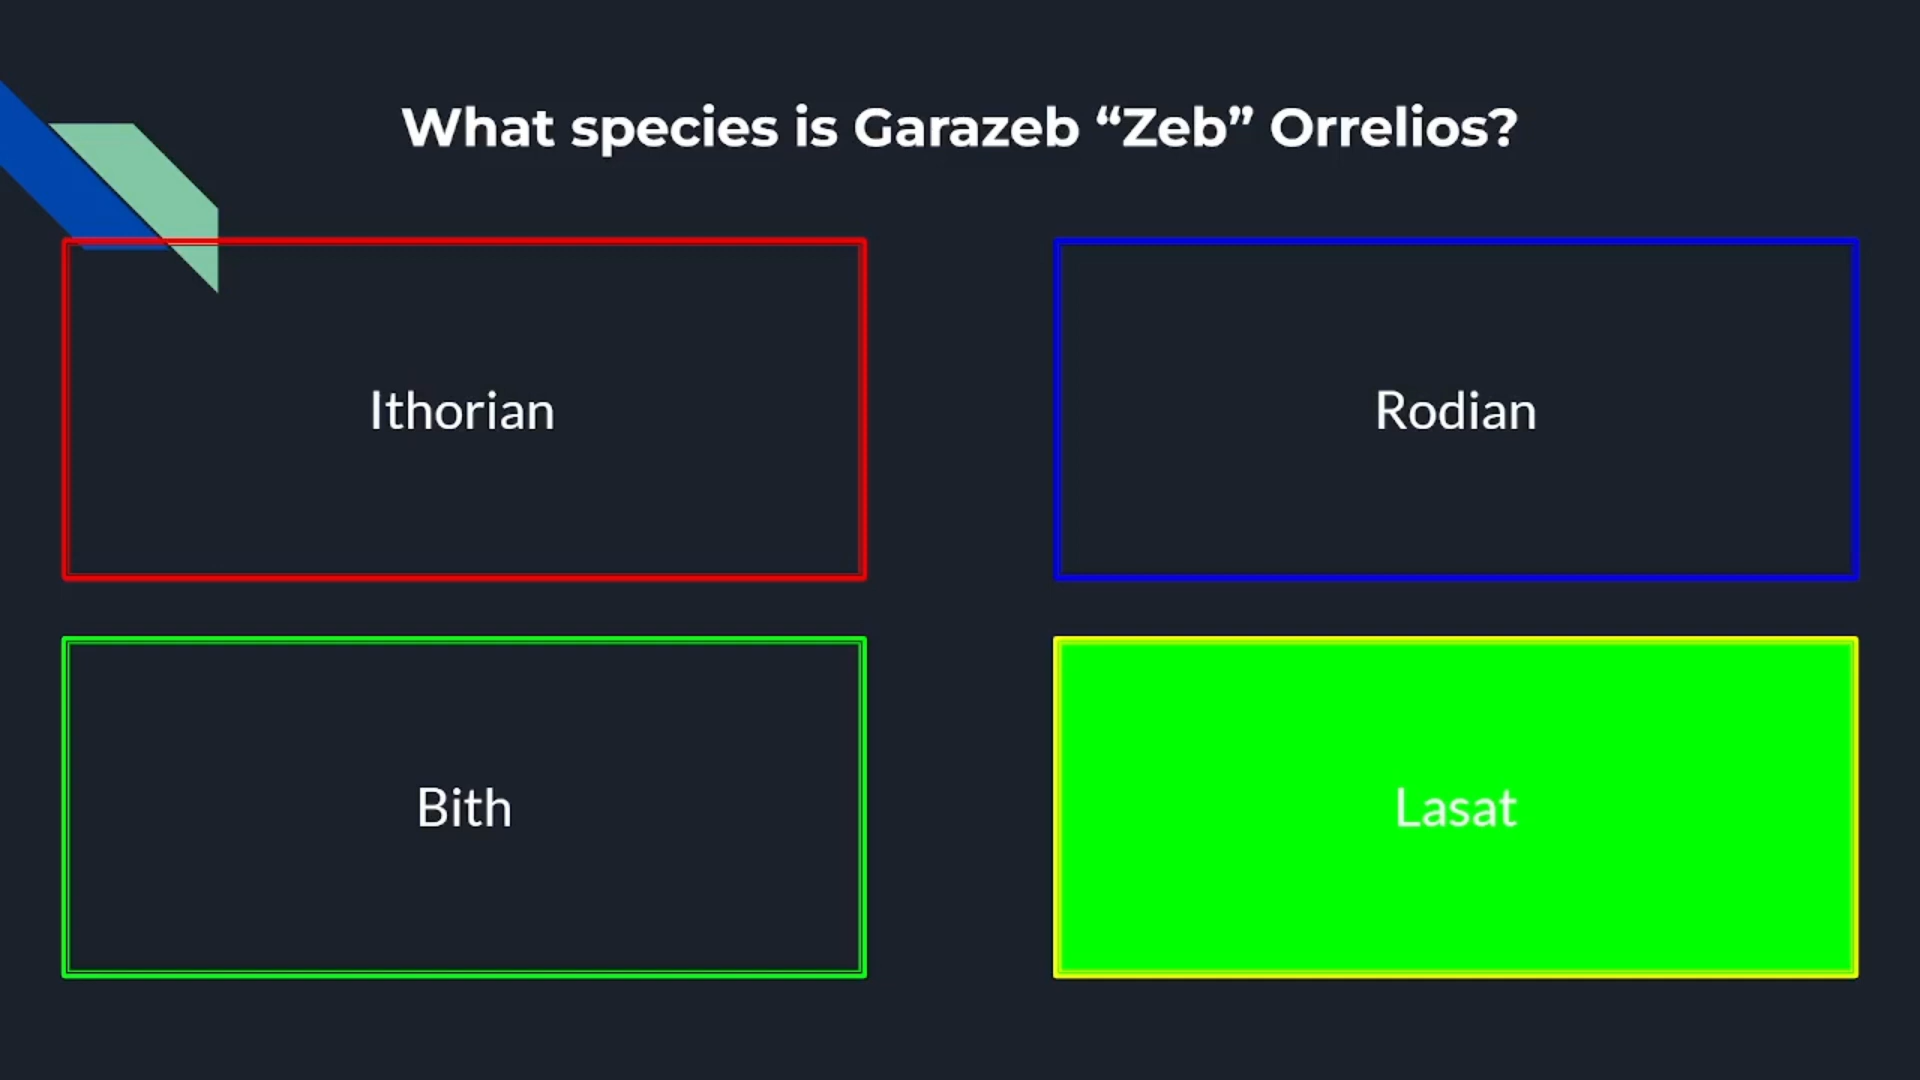 What species is Garazeb “Zeb” Orrelios?
Ithorian
Rodian
Bith
Lasat